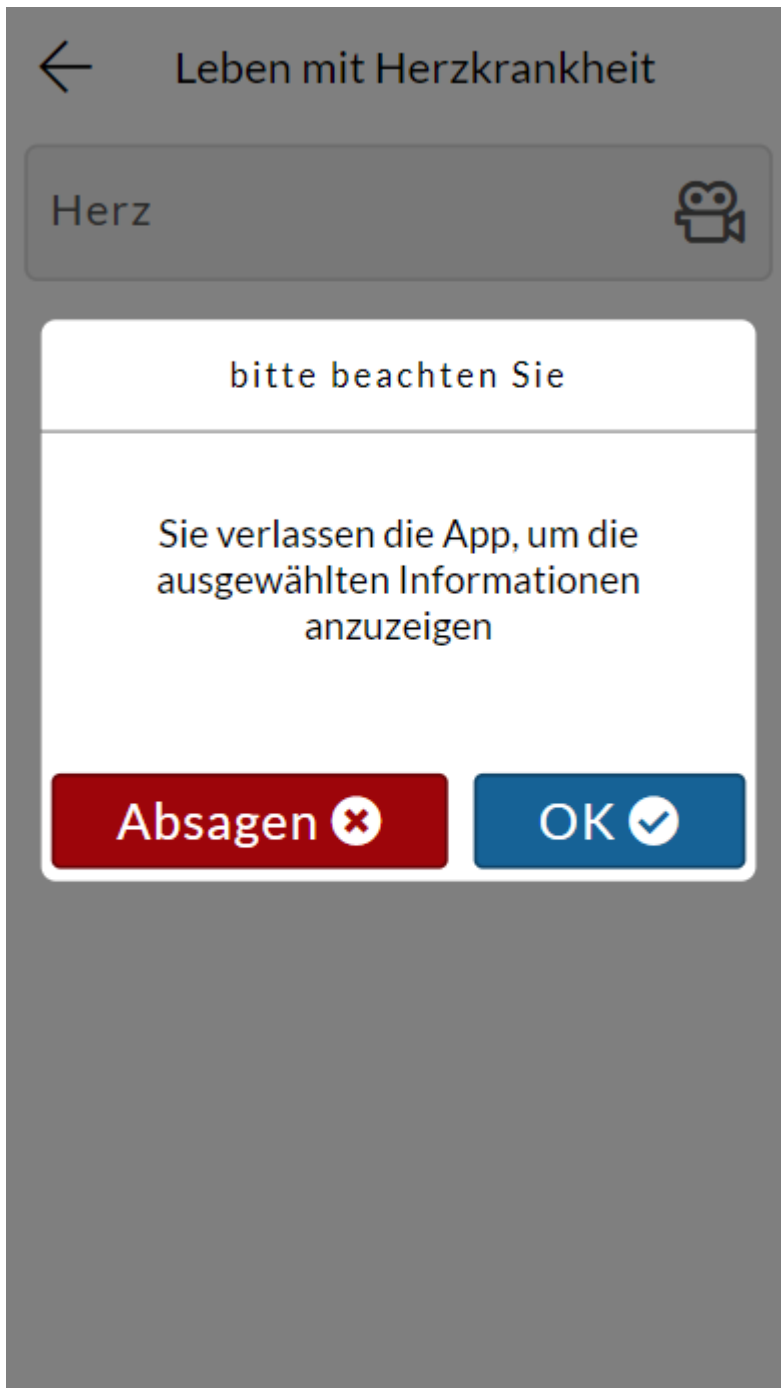 Leben mit Herzkrankheit
Herz
bitte beachten Sie
Sie verlassen die App, um die
ausgewählten Informationen
anzuzeigen
Absagen
OK